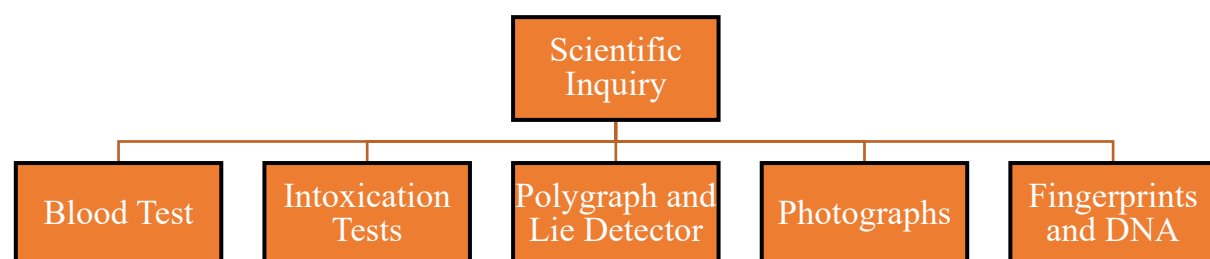 Scientific
Inquiry
Blood Test
Intoxication
Tests
Polygraph and
Lie Detector
Photographs
Fingerprints
and DNA